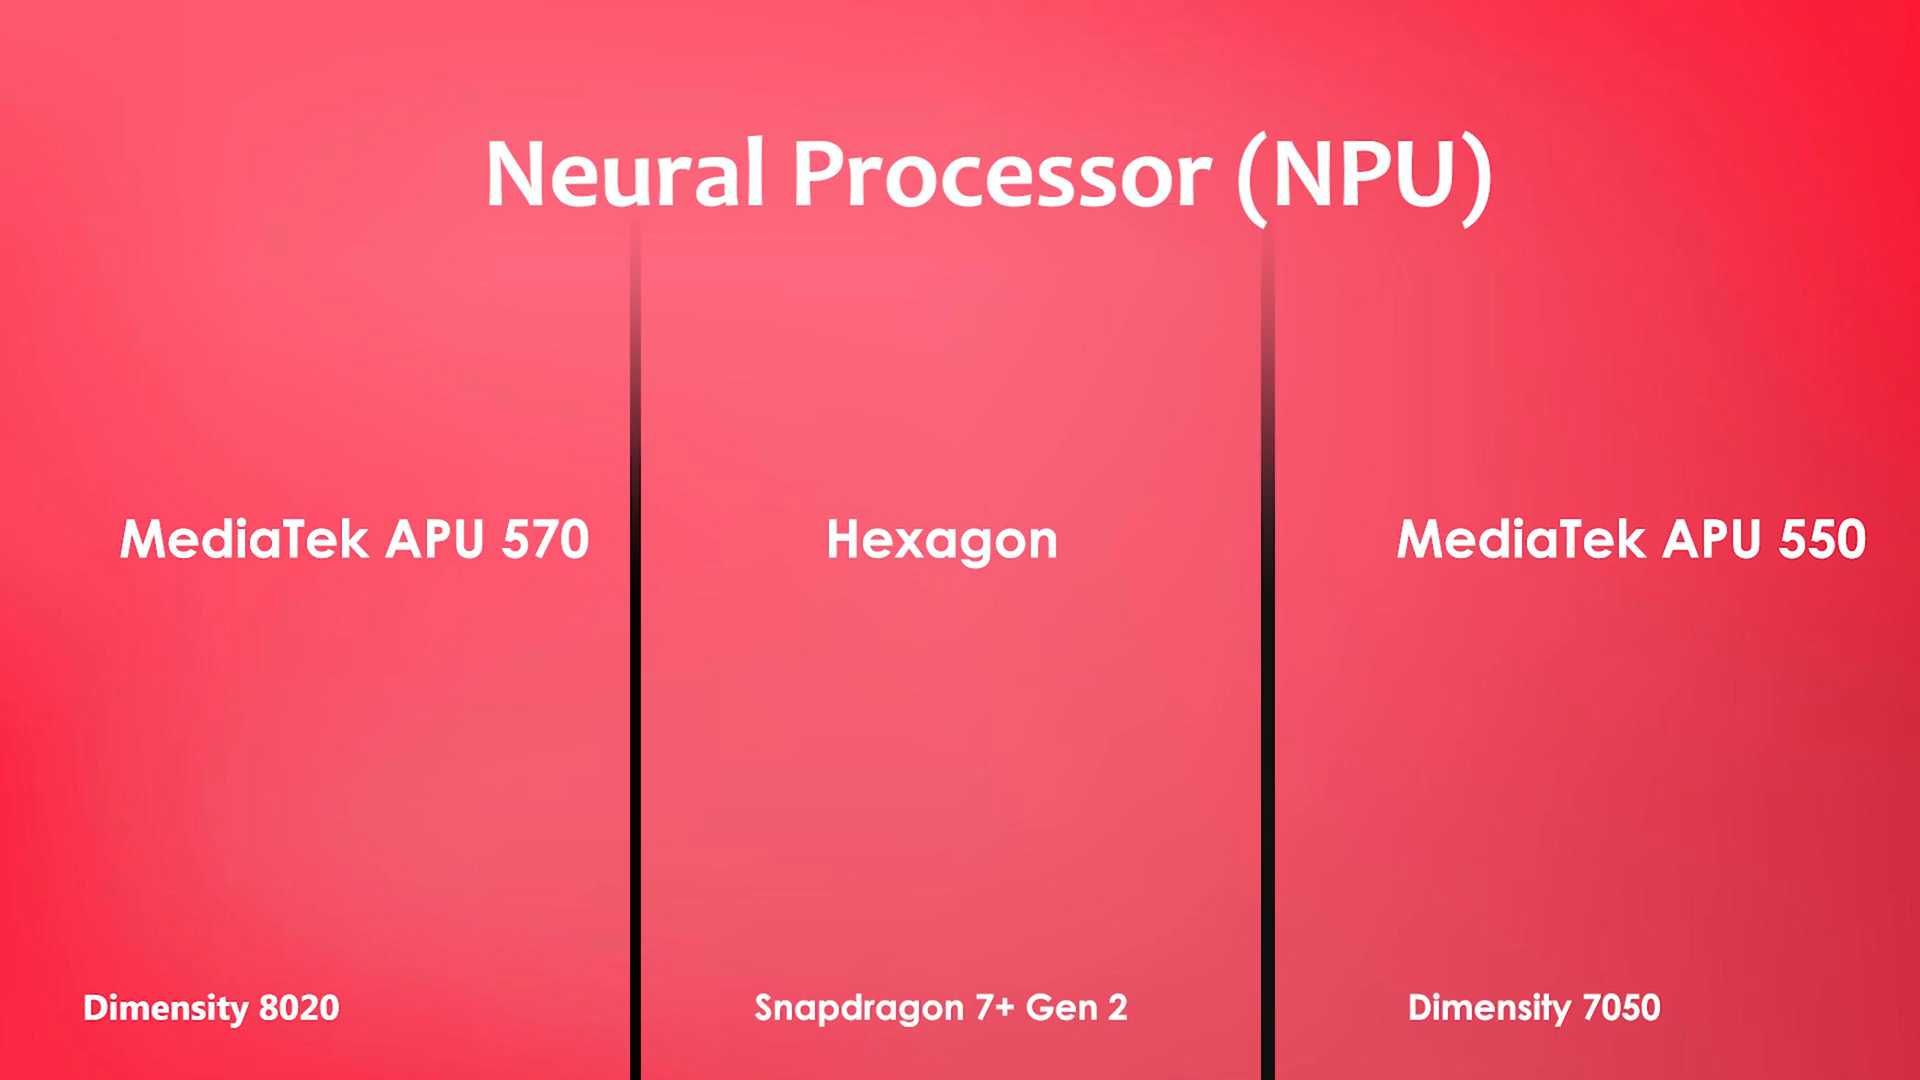 Neural Processor (NPU)
MediaTek APU 570
Hexagon
MediaTek APU 550
Dimensity 8020
Snapdragon 7+ Gen 2
Dimensity 7050